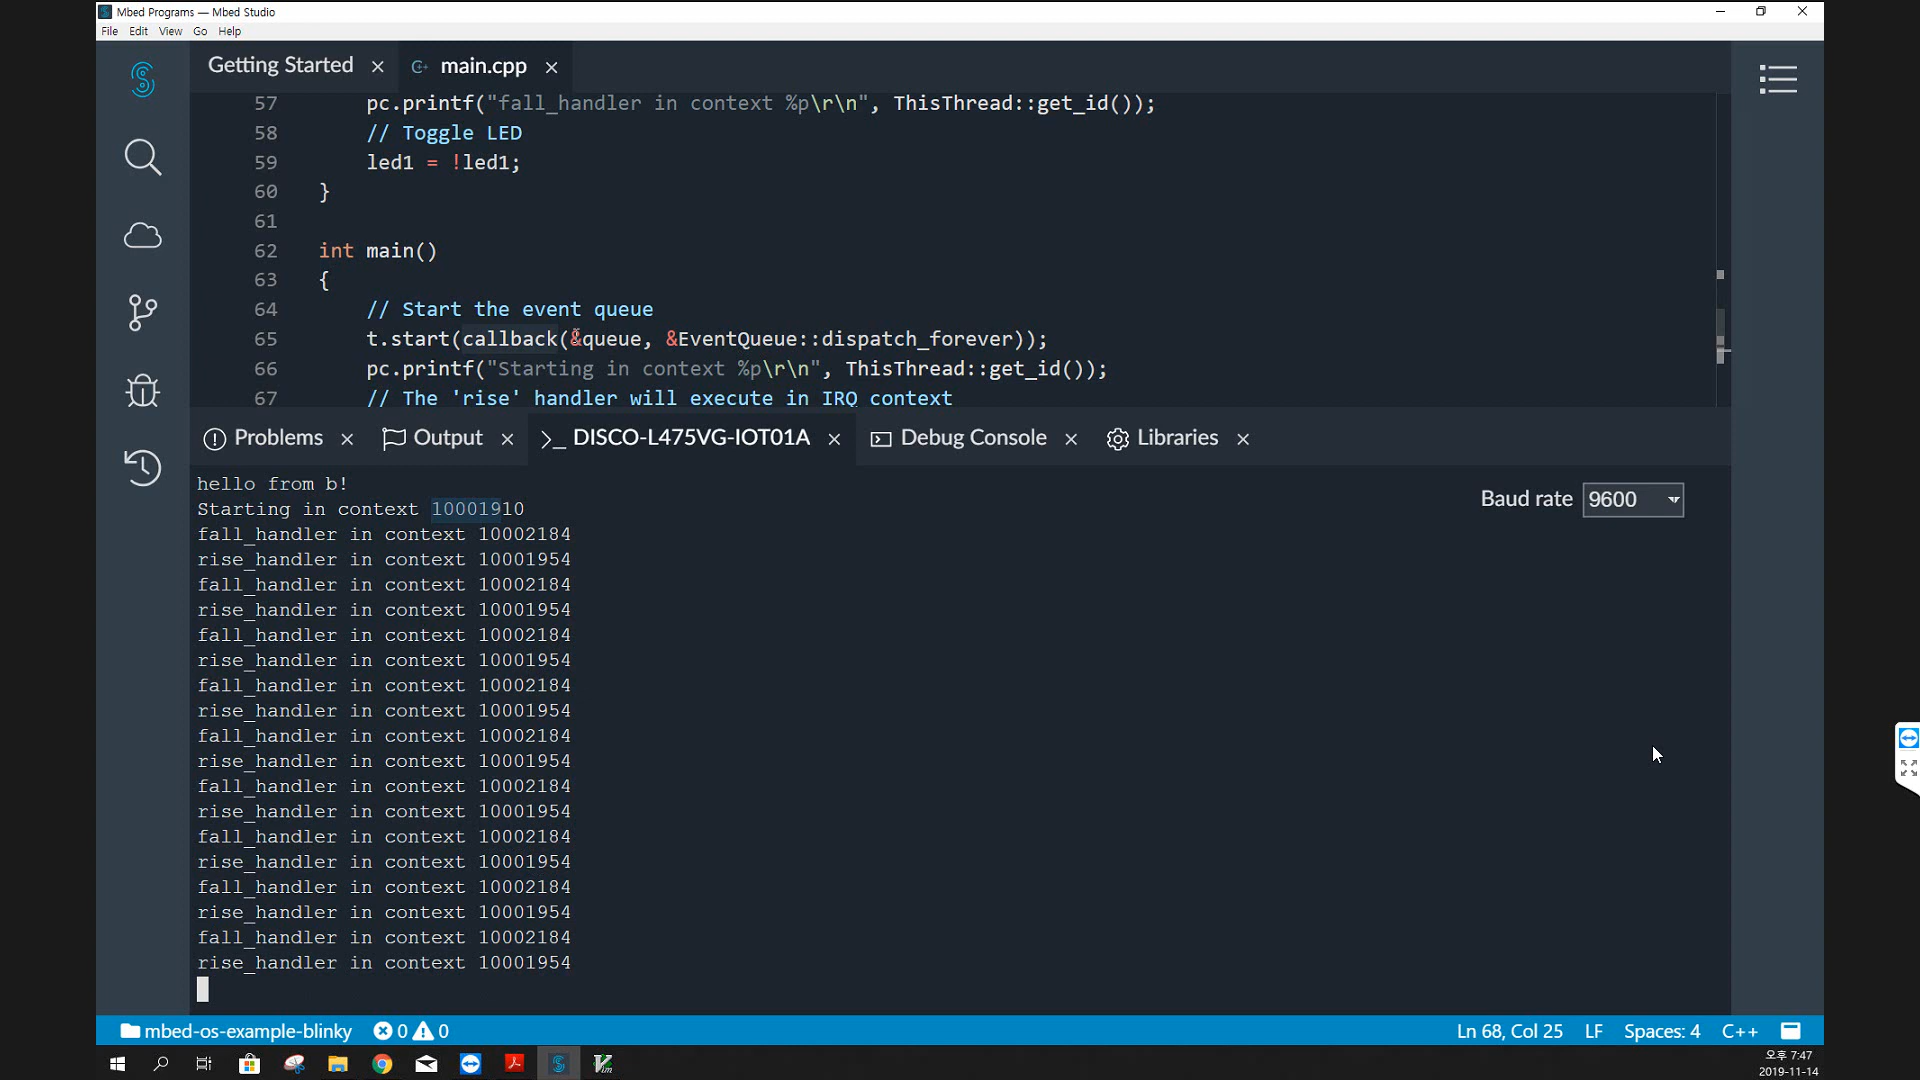 Mbed Programs — Mbed Studio
File Edit View Go Help
Getting Started × main.cpp ×
57 pc.printf("fall_handler in context %p\r\n", ThisThread::get_id());
58 // Toggle LED
59 led1 = !led1;
60 }
61
62 int main()
63 {
64 // Start the event queue
65 t.start(callback(&queue, &EventQueue::dispatch_forever));
66 pc.printf("Starting in context %p\r\n", ThisThread::get_id());
67 // The 'rise' handler will execute in IRQ context
Problems × Output × >_ DISCO-L475VG-IOT01A × Debug Console × Libraries ×
hello from b!
Baud rate 9600
Starting in context 10001910
fall_handler in context 10002184
rise_handler in context 10001954
fall_handler in context 10002184
rise_handler in context 10001954
fall_handler in context 10002184
rise_handler in context 10001954
fall_handler in context 10002184
rise_handler in context 10001954
fall_handler in context 10002184
rise_handler in context 10001954
fall_handler in context 10002184
rise_handler in context 10001954
fall_handler in context 10002184
rise_handler in context 10001954
fall_handler in context 10002184
rise_handler in context 10001954
fall_handler in context 10002184
rise_handler in context 10001954
mbed-os-example-blinky 0 0 Ln 68, Col 25 LF Spaces: 4 C++
오후 7:47
2019-11-14